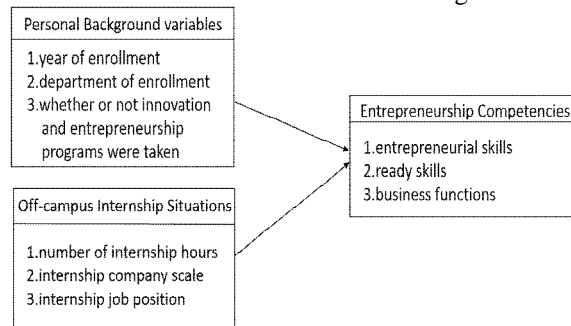 Personal Background variables
1.year of enrollment
2.department of enrollment
3.whether or not innovation
and entrepreneurship
programs were taken
Entrepreneurship Competencies
1.entrepreneurial skills
2.ready skills
3.business functions
Off-campus Internship Situations
1.number of internship hours
2.internship company scale
3.internship job position